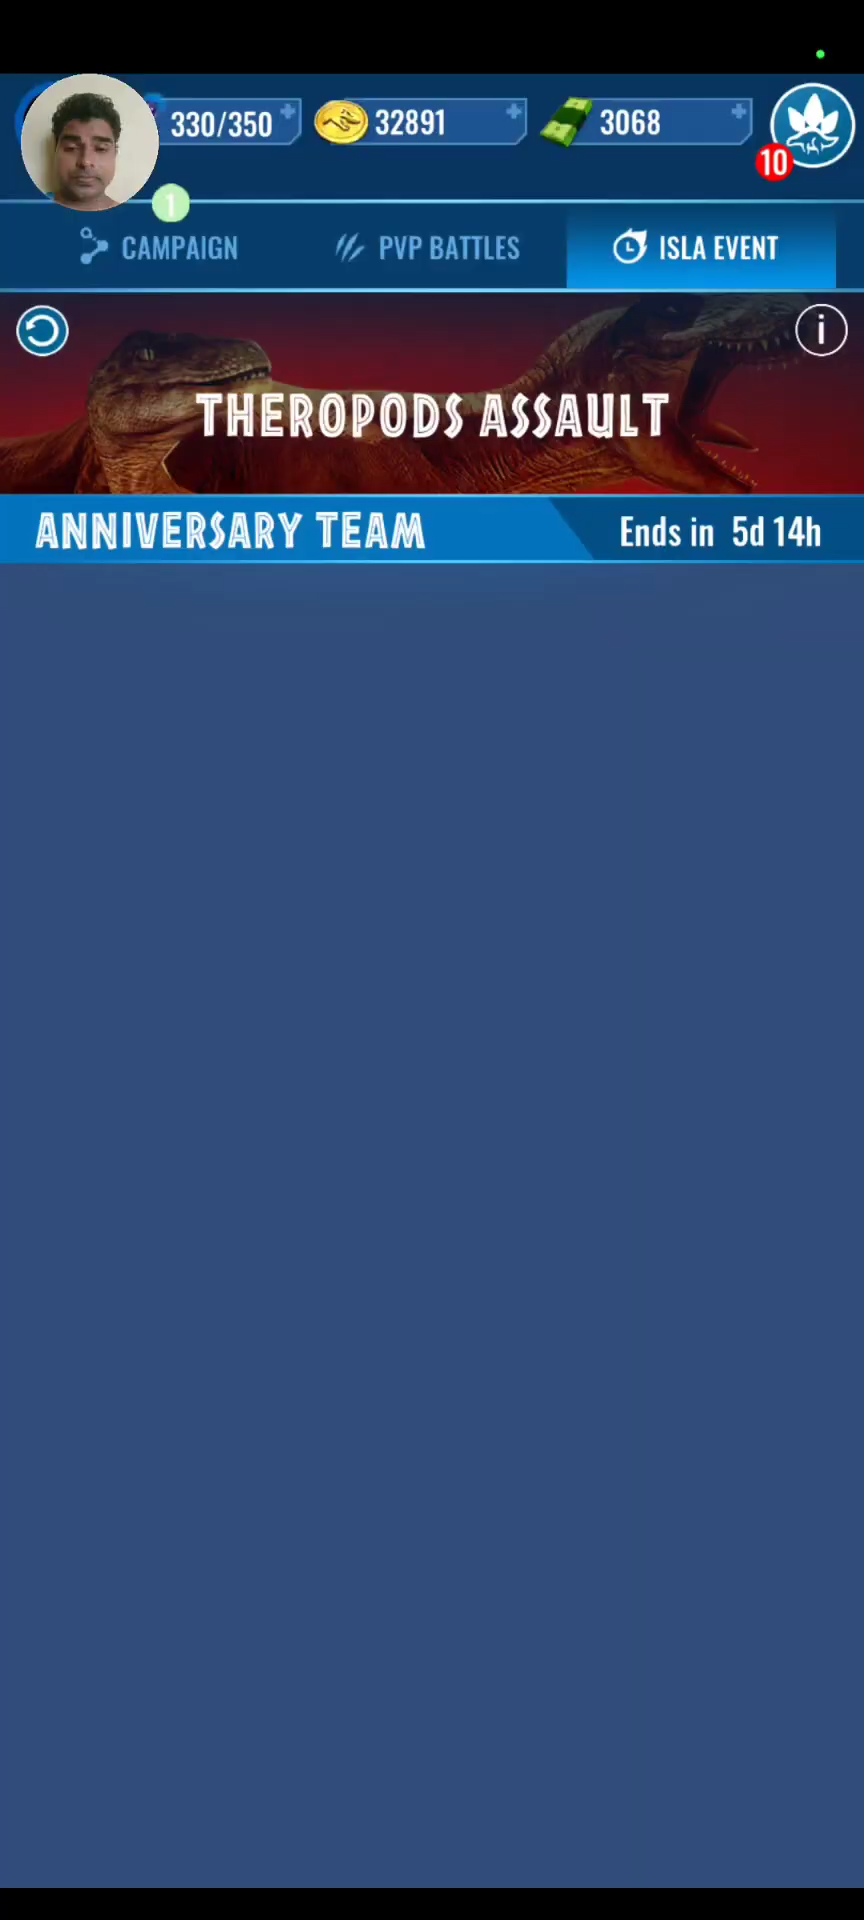 330/350 32891 3068
10
1
CAMPAIGN PVP BATTLES ISLA EVENT
i
THEROPODS ASSAULT
ANNIVERSARY TEAM Ends in 5d 14h